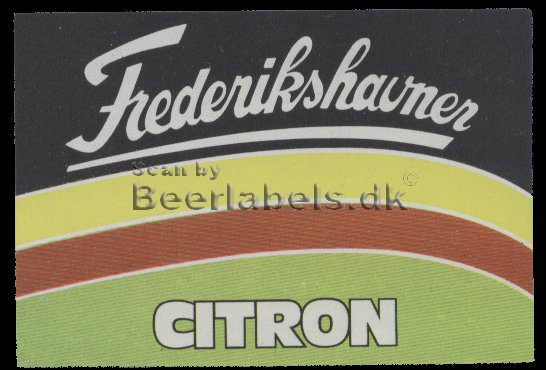 Frederikshavner
Scan by
Beerlabels.dk ©
CITRON